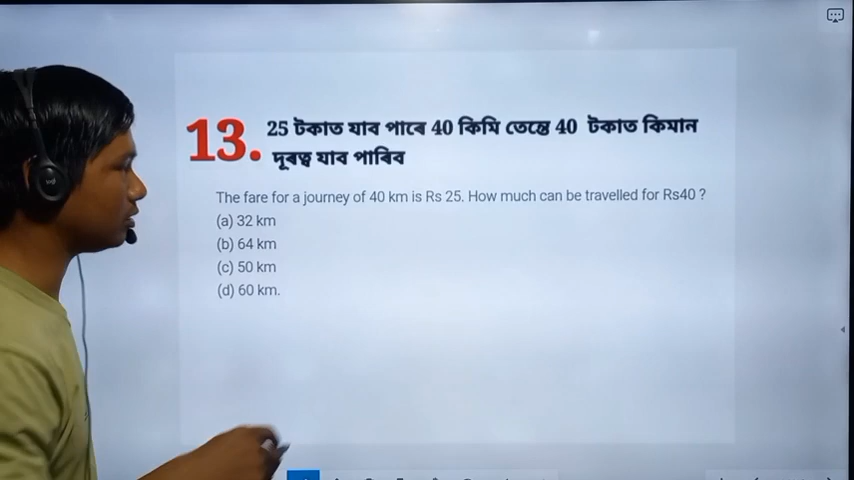 13. 25 টকাত যাব পাৰে 40 কিমি তেন্তে 40 টকাত কিমান
দূৰত্ব যাব পাৰিব
The fare for a journey of 40 km is Rs 25. How much can be travelled for Rs40 ?
(a) 32 km
(b) 64 km
(c) 50 km
(d) 60 km.